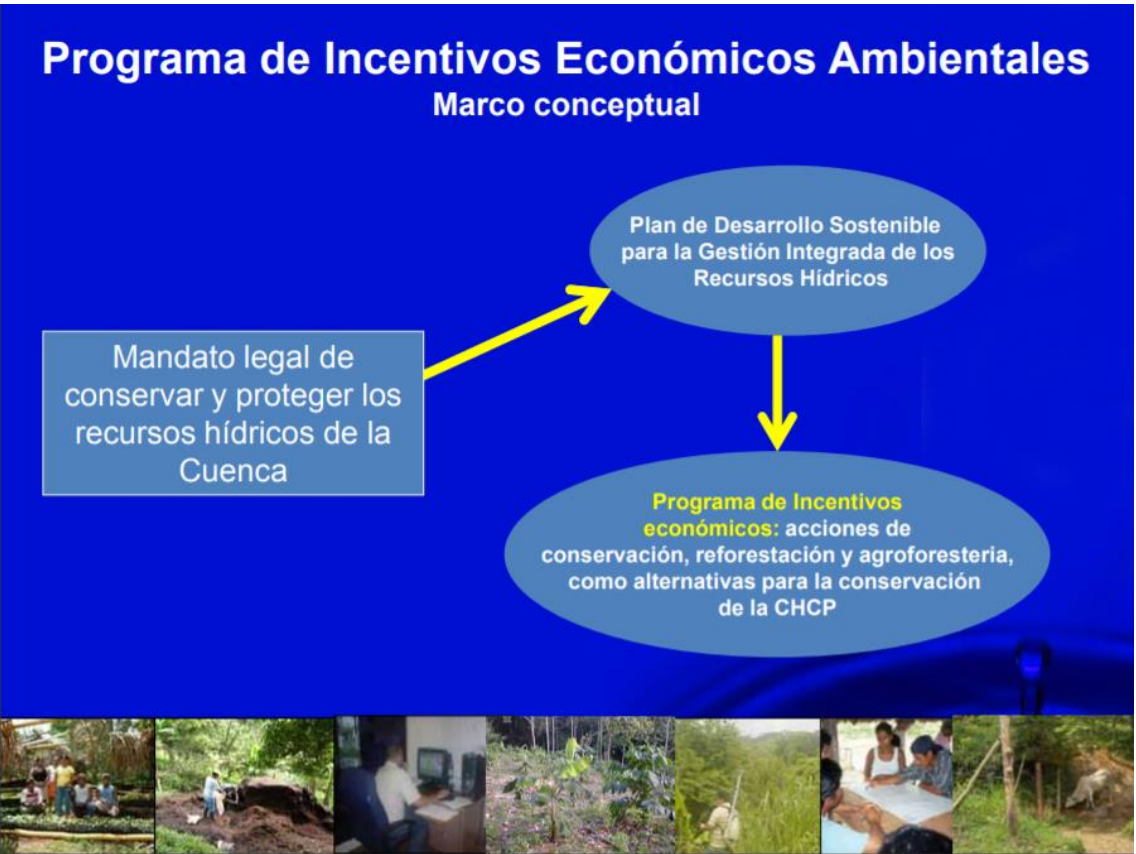 Programa de Incentivos Económicos Ambientales
Marco conceptual
Plan de Desarrollo Sostenible
para la Gestión Integrada de los
Recursos Hídricos
Mandato legal de
conservar y proteger los
recursos hídricos de la
Cuenca
Programa de Incentivos
económicos: acciones de
conservación, reforestación y agroforesteria,
como alternativas para la conservación
de la CHCP